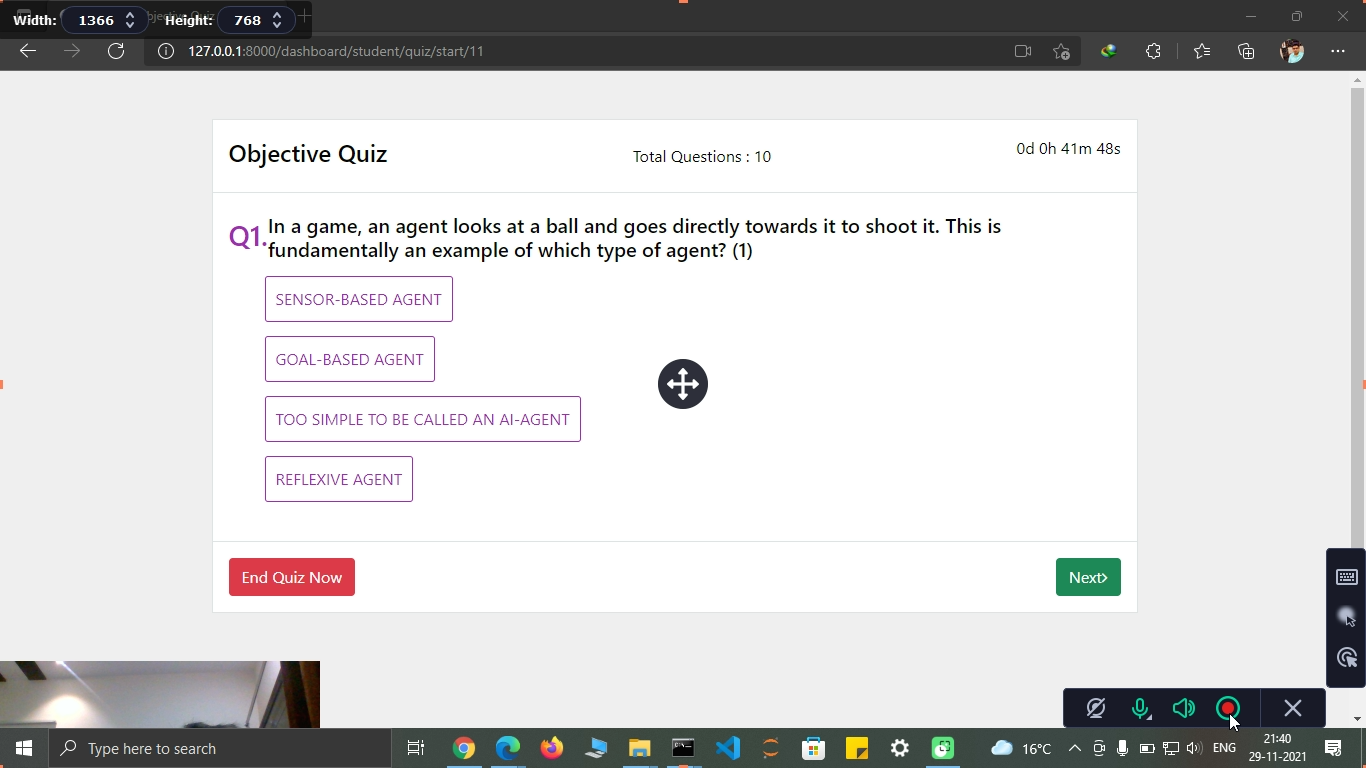 Width: 1366 Height: 768
127.0.0.1:8000/dashboard/student/quiz/start/11
Objective Quiz
Total Questions : 10
0d 0h 41m 48s
Q1. In a game, an agent looks at a ball and goes directly towards it to shoot it. This is
fundamentally an example of which type of agent? (1)
SENSOR-BASED AGENT
GOAL-BASED AGENT
TOO SIMPLE TO BE CALLED AN AI-AGENT
REFLEXIVE AGENT
End Quiz Now
Next>
Type here to search
16°C
ENG
21:40
29-11-2021